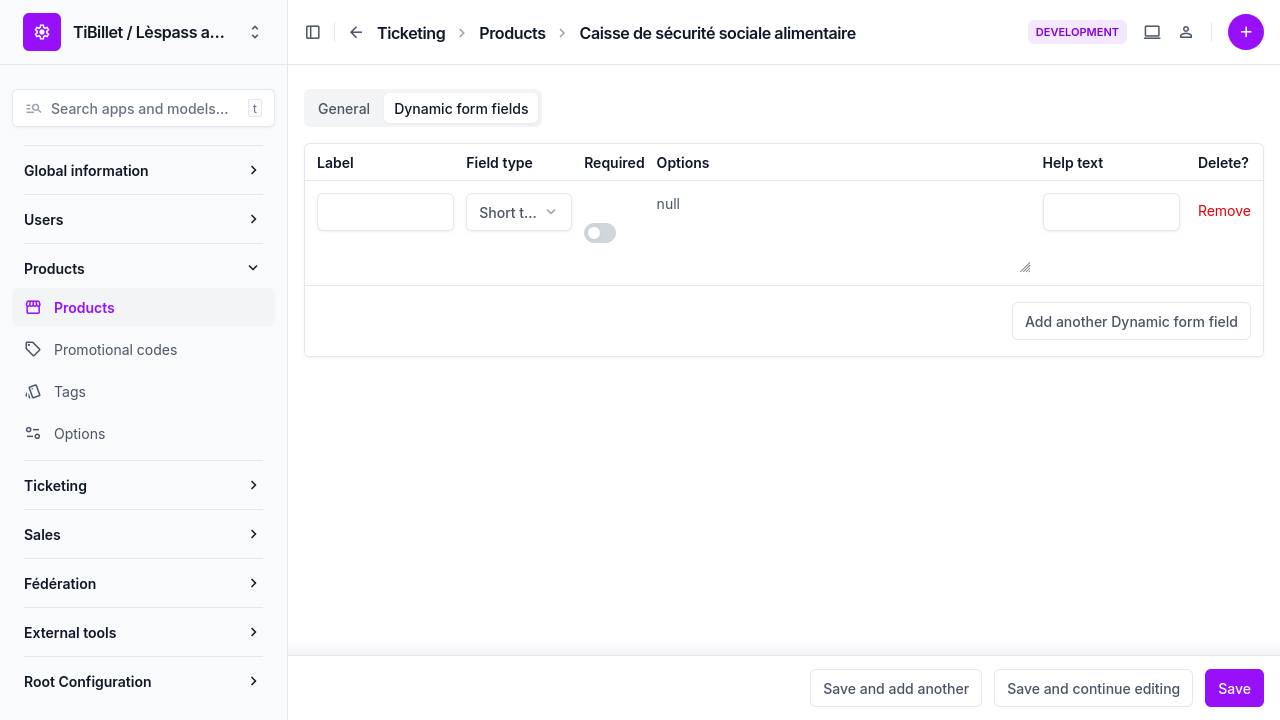 TiBillet / Lèspass a...
Ticketing
Products
Caisse de sécurité sociale alimentaire
DEVELOPMENT
Search apps and models...
t
General
Dynamic form fields
Global information
Users
Products
Products
Promotional codes
Tags
Options
Ticketing
Sales
Fédération
External tools
Root Configuration
Label
Field type
Required
Options
Help text
Delete?
Short t...
null
Remove
Add another Dynamic form field
Save and add another
Save and continue editing
Save